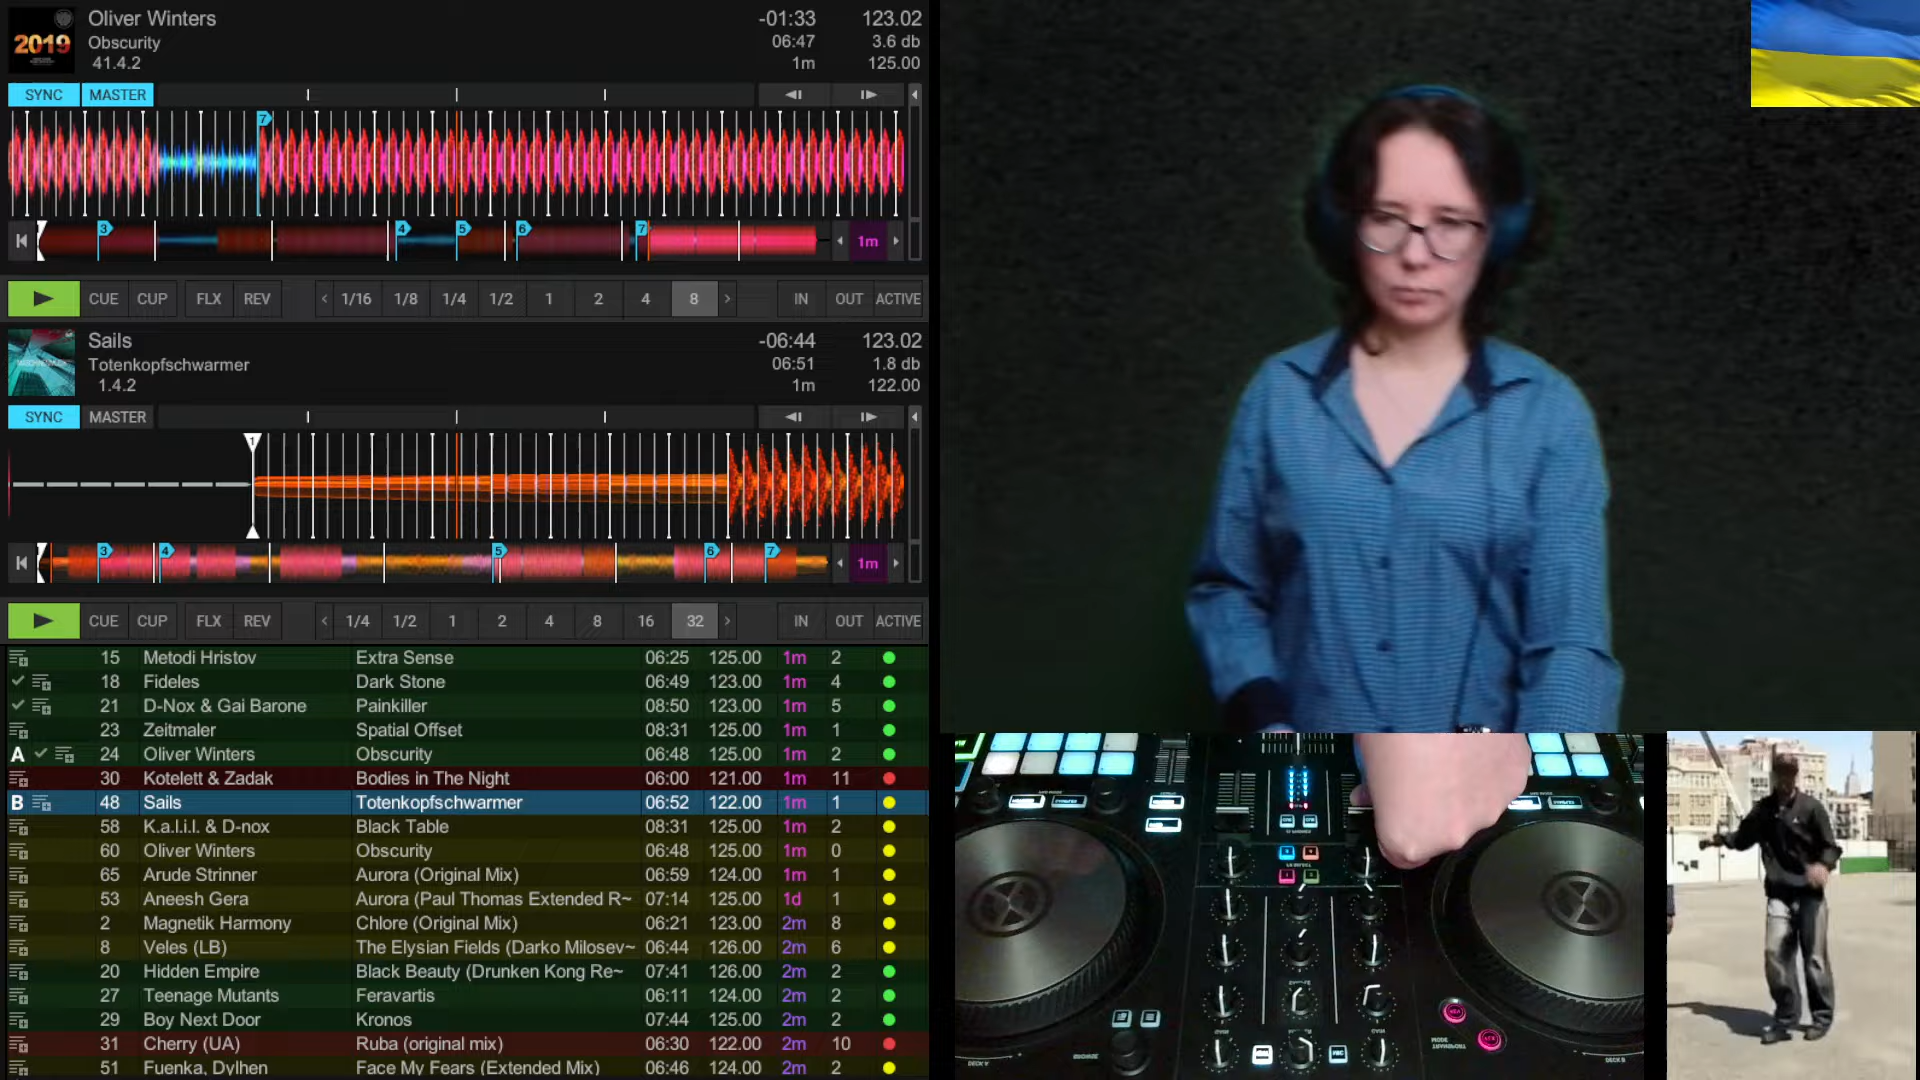 2019
Oliver Winters -01:33 123.02
Obscurity 06:47 3.6 db
41.4.2 1m 125.00
SYNC MASTER
7
3 4 5 6 7 1m
CUE CUP FLX REV 1/16 1/8 1/4 1/2 1 2 4 8 IN OUT ACTIVE
Sails -06:44 123.02
Totenkopfschwarmer 06:51 1.8 db
1.4.2 1m 122.00
SYNC MASTER
1
3 4 5 6 7 1m
CUE CUP FLX REV 1/4 1/2 1 2 4 8 16 32 IN OUT ACTIVE
15 Metodi Hristov Extra Sense 06:25 125.00 1m 2
18 Fideles Dark Stone 06:49 123.00 1m 4
21 D-Nox & Gai Barone Painkiller 08:50 123.00 1m 5
23 Zeitmaler Spatial Offset 08:31 125.00 1m 1
A 24 Oliver Winters Obscurity 06:48 125.00 1m 2
30 Kotelett & Zadak Bodies in The Night 06:00 121.00 1m 11
B 48 Sails Totenkopfschwarmer 06:52 122.00 1m 1
58 K.a.l.i.l. & D-nox Black Table 08:31 125.00 1m 2
60 Oliver Winters Obscurity 06:48 125.00 1m 0
65 Arude Strinner Aurora (Original Mix) 06:59 124.00 1m 1
53 Aneesh Gera Aurora (Paul Thomas Extended R~ 07:14 125.00 1d 1
2 Magnetik Harmony Chlore (Original Mix) 06:21 123.00 2m 8
8 Veles (LB) The Elysian Fields (Darko Milosev~ 06:44 126.00 2m 6
20 Hidden Empire Black Beauty (Drunken Kong Re~ 07:41 126.00 2m 2
27 Teenage Mutants Feravartis 06:11 124.00 2m 2
29 Boy Next Door Kronos 07:44 125.00 2m 2
31 Cherry (UA) Ruba (original mix) 06:30 122.00 2m 10
51 Fuenka, Dylhen Face My Fears (Extended Mix) 06:46 124.00 2m 2